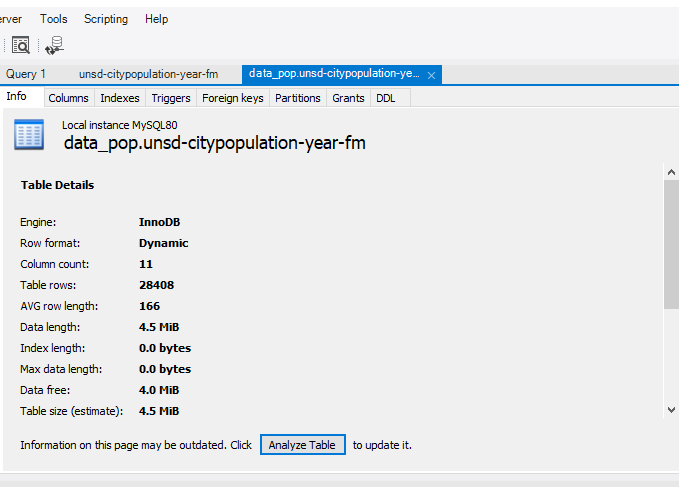 erver Tools Scripting Help
Query 1 unsd-citypopulation-year-fm data_pop.unsd-citypopulation-ye... ×
Info Columns Indexes Triggers Foreign keys Partitions Grants DDL
Local instance MySQL80
data_pop.unsd-citypopulation-year-fm
Table Details
Engine: InnoDB
Row format: Dynamic
Column count: 11
Table rows: 28408
AVG row length: 166
Data length: 4.5 MiB
Index length: 0.0 bytes
Max data length: 0.0 bytes
Data free: 4.0 MiB
Table size (estimate): 4.5 MiB
Information on this page may be outdated. Click Analyze Table to update it.